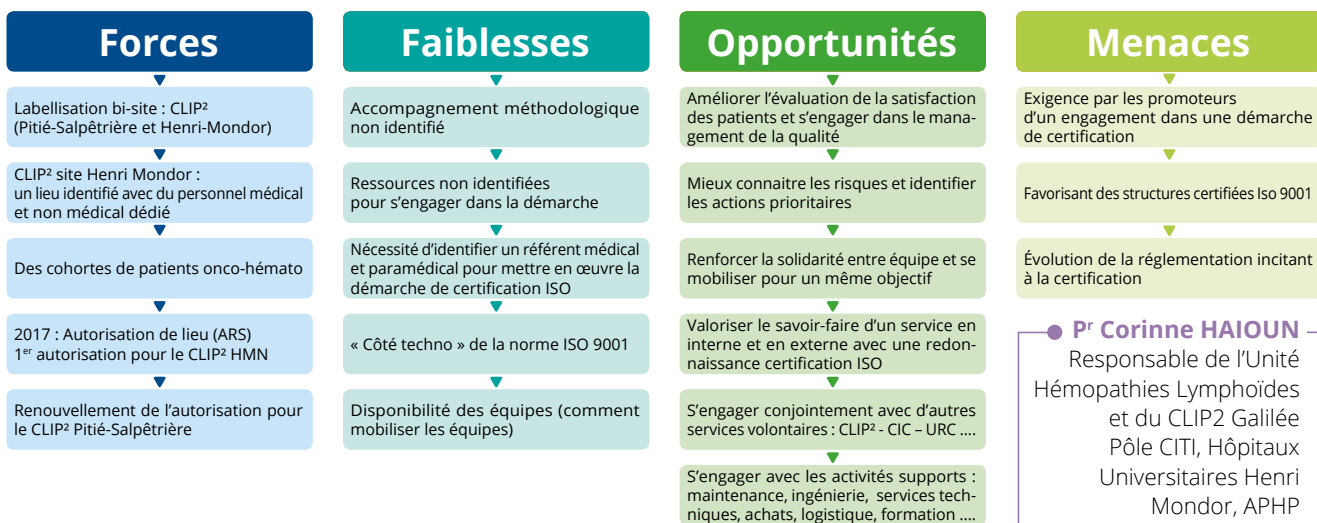 Forces
Labellisation bi-site : CLIP²
(Pitié-Salpêtrière et Henri-Mondor)
CLIP² site Henri Mondor :
un lieu identifié avec du personnel médical
et non médical dédié
Des cohortes de patients onco-hémato
2017 : Autorisation de lieu (ARS)
1er autorisation pour le CLIP² HMN
Renouvellement de l’autorisation pour
le CLIP² Pitié-Salpêtrière
Faiblesses
Accompagnement méthodologique
non identifié
Ressources non identifiées
pour s’engager dans la démarche
Nécessité d’identifier un référent médical
et paramédical pour mettre en œuvre la
démarche de certification ISO
« Côté techno » de la norme ISO 9001
Disponibilité des équipes (comment
mobiliser les équipes)
Opportunités
Améliorer l’évaluation de la satisfaction
des patients et s’engager dans le mana-
gement de la qualité
Mieux connaitre les risques et identifier
les actions prioritaires
Renforcer la solidarité entre équipe et se
mobiliser pour un même objectif
Valoriser le savoir-faire d’un service en
interne et en externe avec une redon-
naissance certification ISO
S’engager conjointement avec d’autres
services volontaires : CLIP² - CIC – URC ....
S’engager avec les activités supports :
maintenance, ingénierie, services tech-
niques, achats, logistique, formation ....
Menaces
Exigence par les promoteurs
d’un engagement dans une démarche
de certification
Favorisant des structures certifiées Iso 9001
Évolution de la réglementation incitant
à la certification
Pr Corinne HAIOUN
Responsable de l’Unité
Hémopathies Lymphoïdes
et du CLIP2 Galilée
Pôle CITI, Hôpitaux
Universitaires Henri
Mondor, APHP